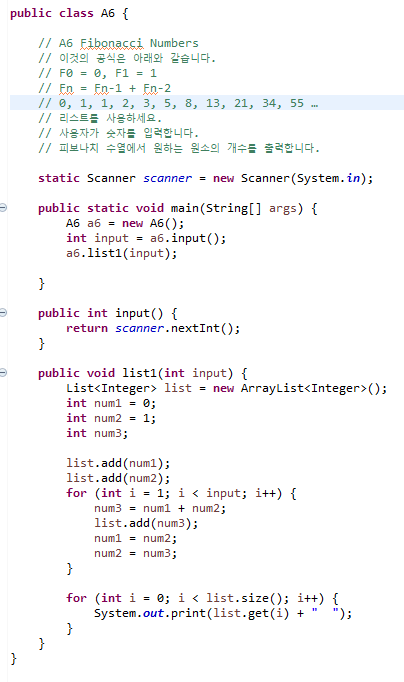 public class A6 {
// A6 Fibonacci Numbers
// 이것의 공식은 아래와 같습니다.
// F0 = 0, F1 = 1
// Fn = Fn-1 + Fn-2
// 0, 1, 1, 2, 3, 5, 8, 13, 21, 34, 55 …
// 리스트를 사용하세요.
// 사용자가 숫자를 입력합니다.
// 피보나치 수열에서 원하는 원소의 개수를 출력합니다.
static Scanner scanner = new Scanner(System.in);
public static void main(String[] args) {
A6 a6 = new A6();
int input = a6.input();
a6.list1(input);
}
public int input() {
return scanner.nextInt();
}
public void list1(int input) {
List<Integer> list = new ArrayList<Integer>();
int num1 = 0;
int num2 = 1;
int num3;
list.add(num1);
list.add(num2);
for (int i = 1; i < input; i++) {
num3 = num1 + num2;
list.add(num3);
num1 = num2;
num2 = num3;
}
for (int i = 0; i < list.size(); i++) {
System.out.print(list.get(i) + "  ");
}
}
}